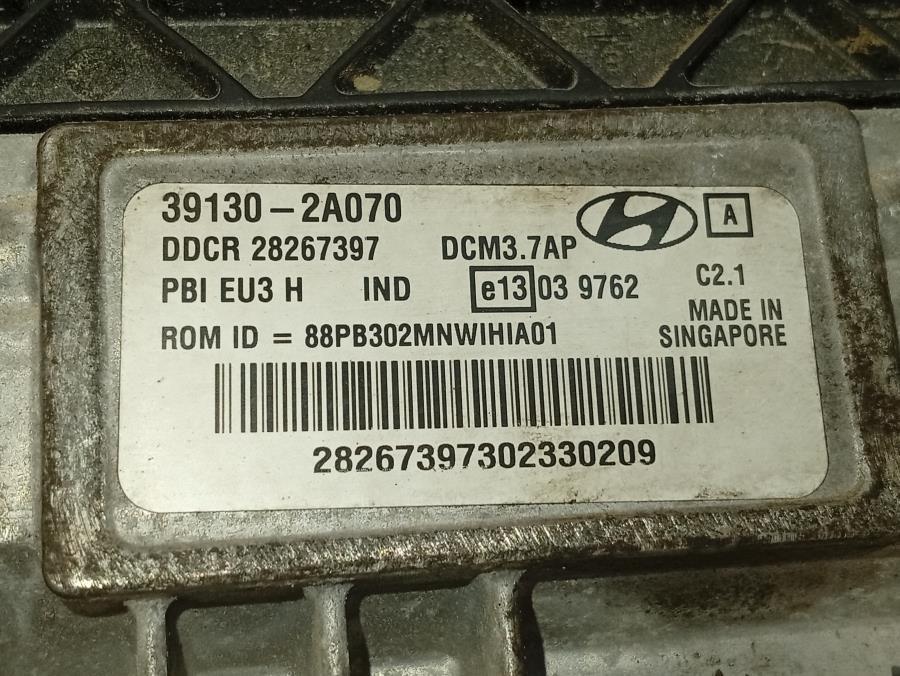 39130-2A070 A
DDCR 28267397 DCM3.7AP
PBI EU3 H IND e13 03 9762 C2.1
MADE IN
ROM ID = 88PB302MNWIHIA01 SINGAPORE
28267397302330209